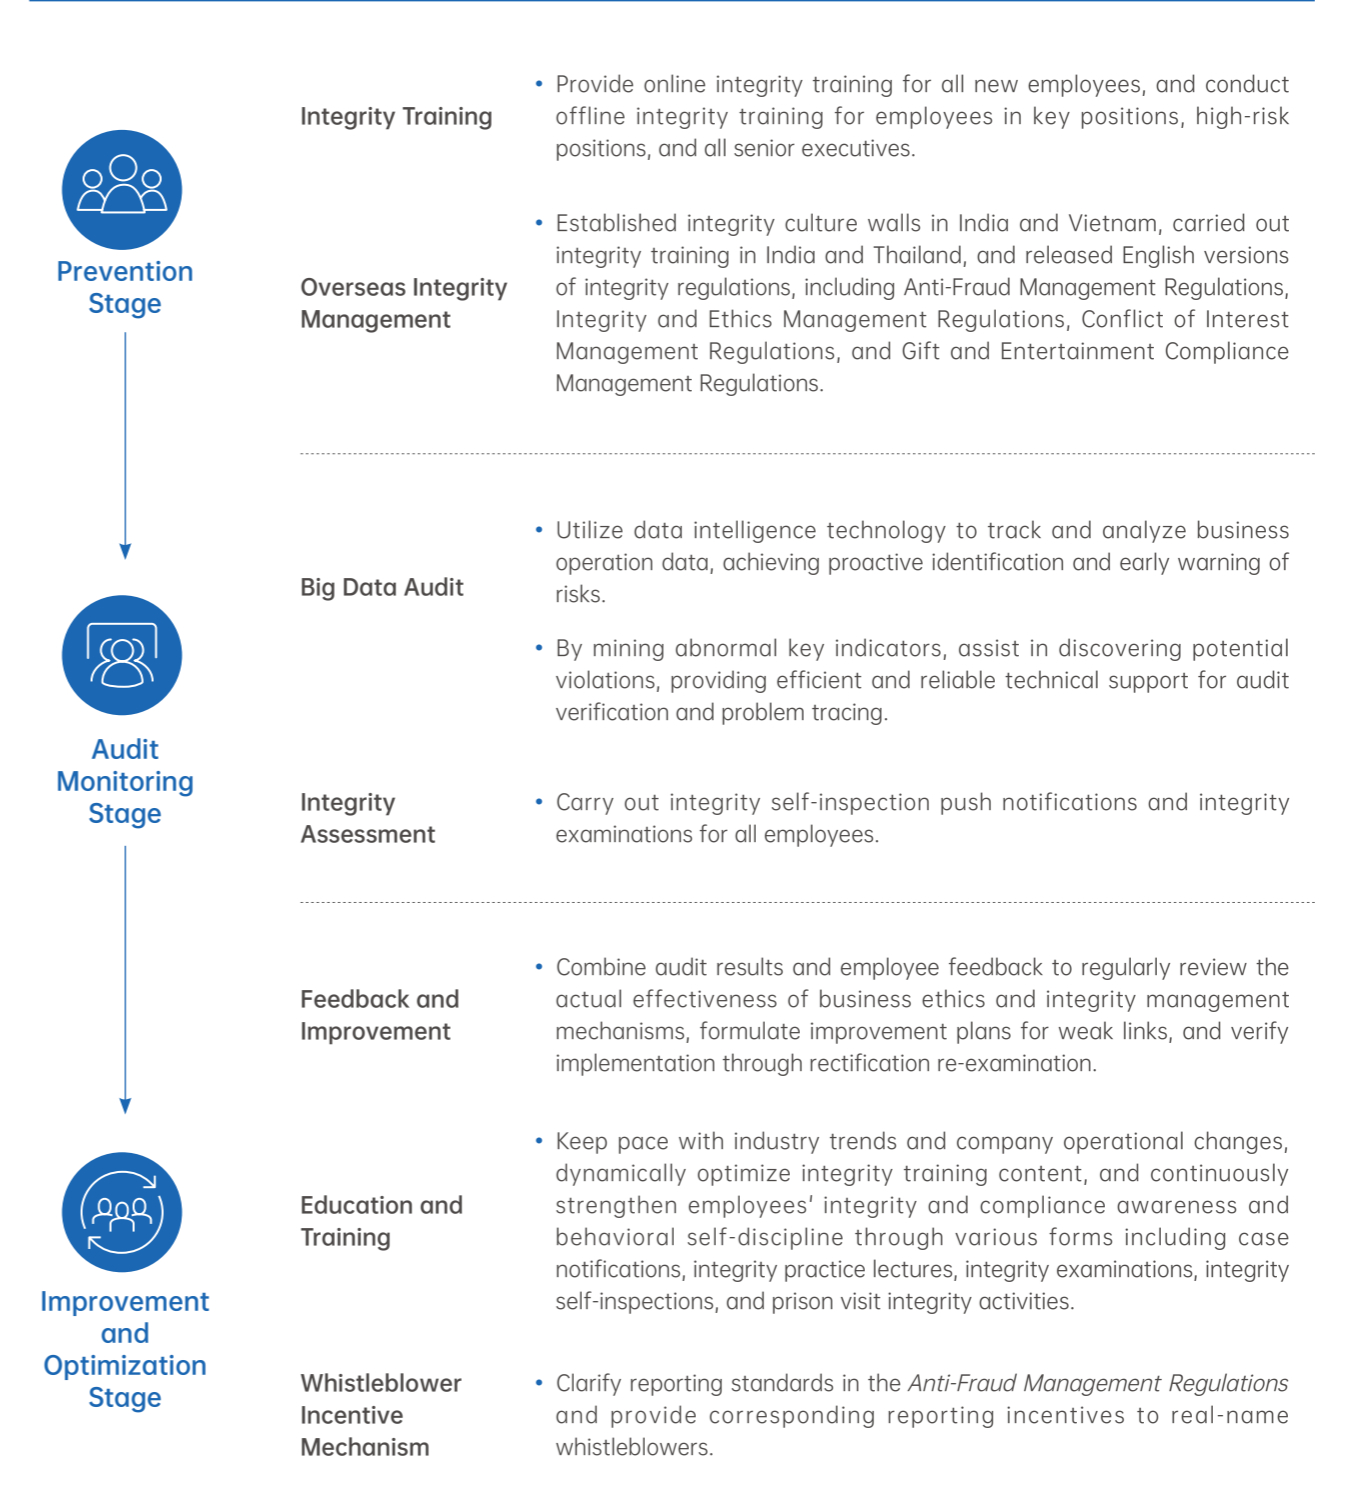 Prevention
Stage
Integrity Training
• Provide online integrity training for all new employees, and conduct
offline integrity training for employees in key positions, high-risk
positions, and all senior executives.
Overseas Integrity
Management
• Established integrity culture walls in India and Vietnam, carried out
integrity training in India and Thailand, and released English versions
of integrity regulations, including Anti-Fraud Management Regulations,
Integrity and Ethics Management Regulations, Conflict of Interest
Management Regulations, and Gift and Entertainment Compliance
Management Regulations.
Audit
Monitoring
Stage
Big Data Audit
• Utilize data intelligence technology to track and analyze business
operation data, achieving proactive identification and early warning of
risks.
• By mining abnormal key indicators, assist in discovering potential
violations, providing efficient and reliable technical support for audit
verification and problem tracing.
Integrity
Assessment
• Carry out integrity self-inspection push notifications and integrity
examinations for all employees.
Improvement
and
Optimization
Stage
Feedback and
Improvement
• Combine audit results and employee feedback to regularly review the
actual effectiveness of business ethics and integrity management
mechanisms, formulate improvement plans for weak links, and verify
implementation through rectification re-examination.
Education and
Training
• Keep pace with industry trends and company operational changes,
dynamically optimize integrity training content, and continuously
strengthen employees’ integrity and compliance awareness and
behavioral self-discipline through various forms including case
notifications, integrity practice lectures, integrity examinations, integrity
self-inspections, and prison visit integrity activities.
Whistleblower
Incentive
Mechanism
• Clarify reporting standards in the Anti-Fraud Management Regulations
and provide corresponding reporting incentives to real-name
whistleblowers.